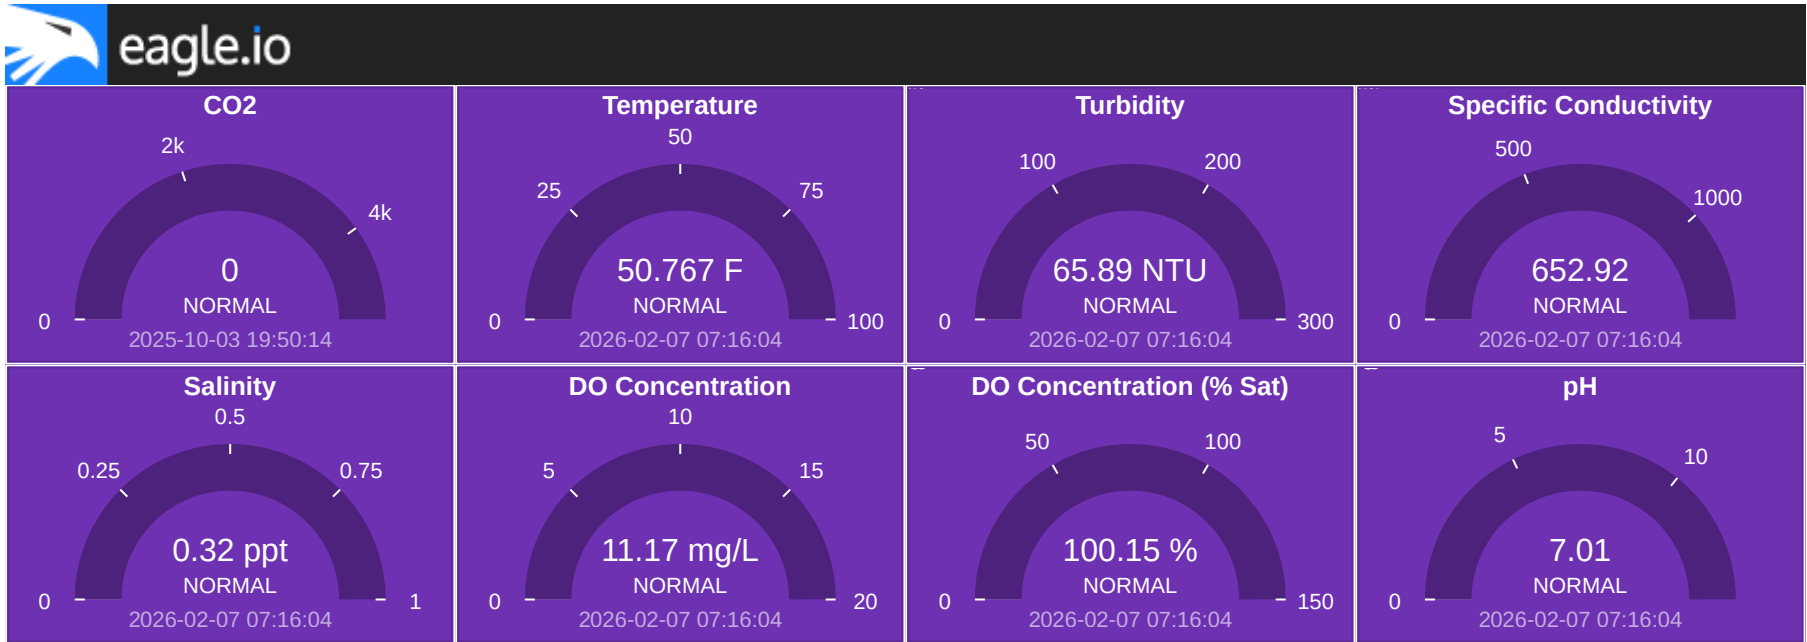 eagle.io
CO2
2k
4k
0
0
NORMAL
2025-10-03 19:50:14
Temperature
50
25
75
50.767 F
NORMAL
0
100
2026-02-07 07:16:04
Turbidity
100
200
65.89 NTU
NORMAL
0
300
2026-02-07 07:16:04
Specific Conductivity
500
1000
652.92
NORMAL
0
2026-02-07 07:16:04
Salinity
0.5
0.25
0.75
0.32 ppt
NORMAL
0
1
2026-02-07 07:16:04
DO Concentration
10
5
15
11.17 mg/L
NORMAL
0
20
2026-02-07 07:16:04
DO Concentration (% Sat)
50
100
100.15 %
NORMAL
0
150
2026-02-07 07:16:04
pH
5
10
7.01
NORMAL
0
2026-02-07 07:16:04